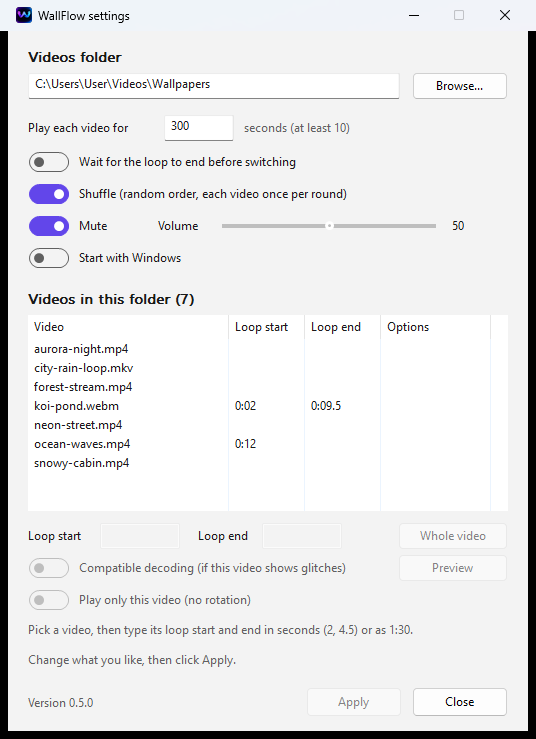 WallFlow settings
Videos folder
C:\Users\User\Videos\Wallpapers
Browse...
Play each video for 300 seconds (at least 10)
Wait for the loop to end before switching
Shuffle (random order, each video once per round)
Mute Volume 50
Start with Windows
Videos in this folder (7)
Video Loop start Loop end Options
aurora-night.mp4
city-rain-loop.mkv
forest-stream.mp4
koi-pond.webm 0:02 0:09.5
neon-street.mp4
ocean-waves.mp4 0:12
snowy-cabin.mp4
Loop start Loop end Whole video
Compatible decoding (if this video shows glitches) Preview
Play only this video (no rotation)
Pick a video, then type its loop start and end in seconds (2, 4.5) or as 1:30.
Change what you like, then click Apply.
Version 0.5.0 Apply Close